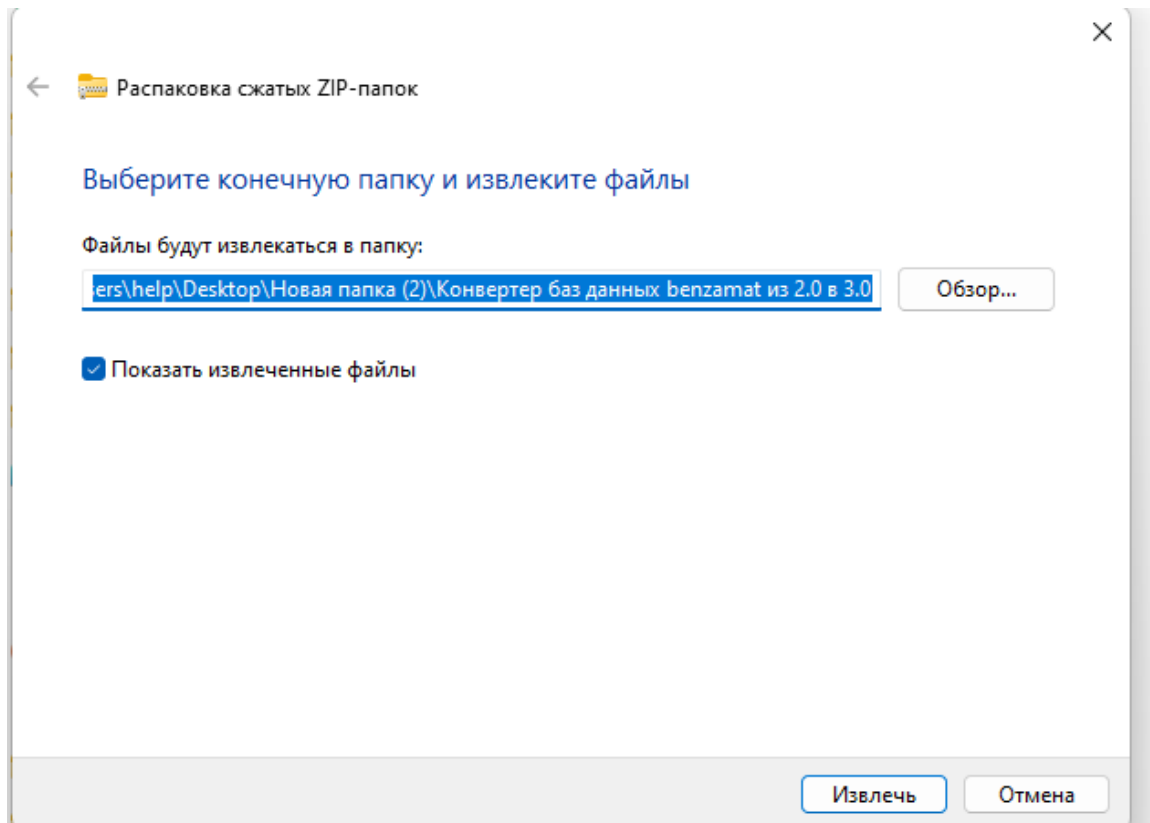 Распаковка сжатых ZIP-папок
Выберите конечную папку и извлеките файлы
Файлы будут извлекаться в папку:
ers\help\Desktop\Новая папка (2)\Конвертер баз данных benzamat из 2.0 в 3.0
Обзор...
Показать извлеченные файлы
Извлечь
Отмена